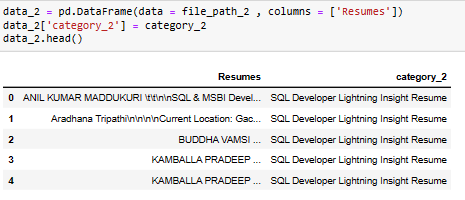 data_2 = pd.DataFrame(data = file_path_2 , columns = ['Resumes'])
data_2['category_2'] = category_2
data_2.head()
Resumes category_2
0 ANIL KUMAR MADDUKURI \t\t\n\nSQL & MSBI Devel... SQL Developer Lightning Insight Resume
1 Aradhana Tripathi\n\n\n\nCurrent Location: Gac... SQL Developer Lightning Insight Resume
2 BUDDHA VAMSI ... SQL Developer Lightning Insight Resume
3 KAMBALLA PRADEEP ... SQL Developer Lightning Insight Resume
4 KAMBALLA PRADEEP ... SQL Developer Lightning Insight Resume